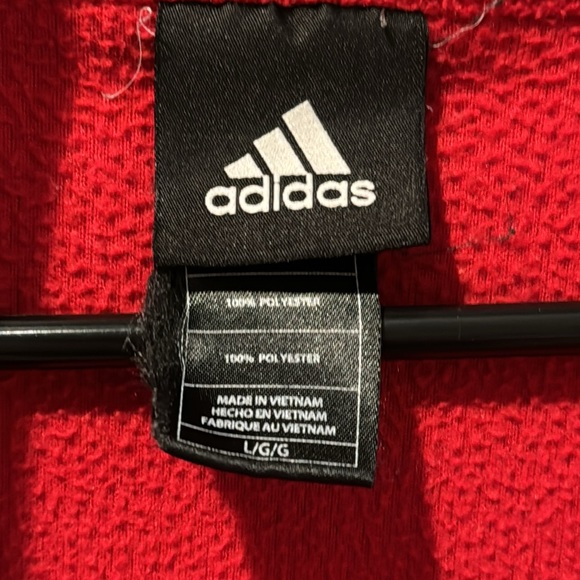 adidas
100% POLYESTER
100% POLYESTER
MADE IN VIETNAM
HECHO EN VIETNAM
FABRIQUE AU VIETNAM
L/G/G